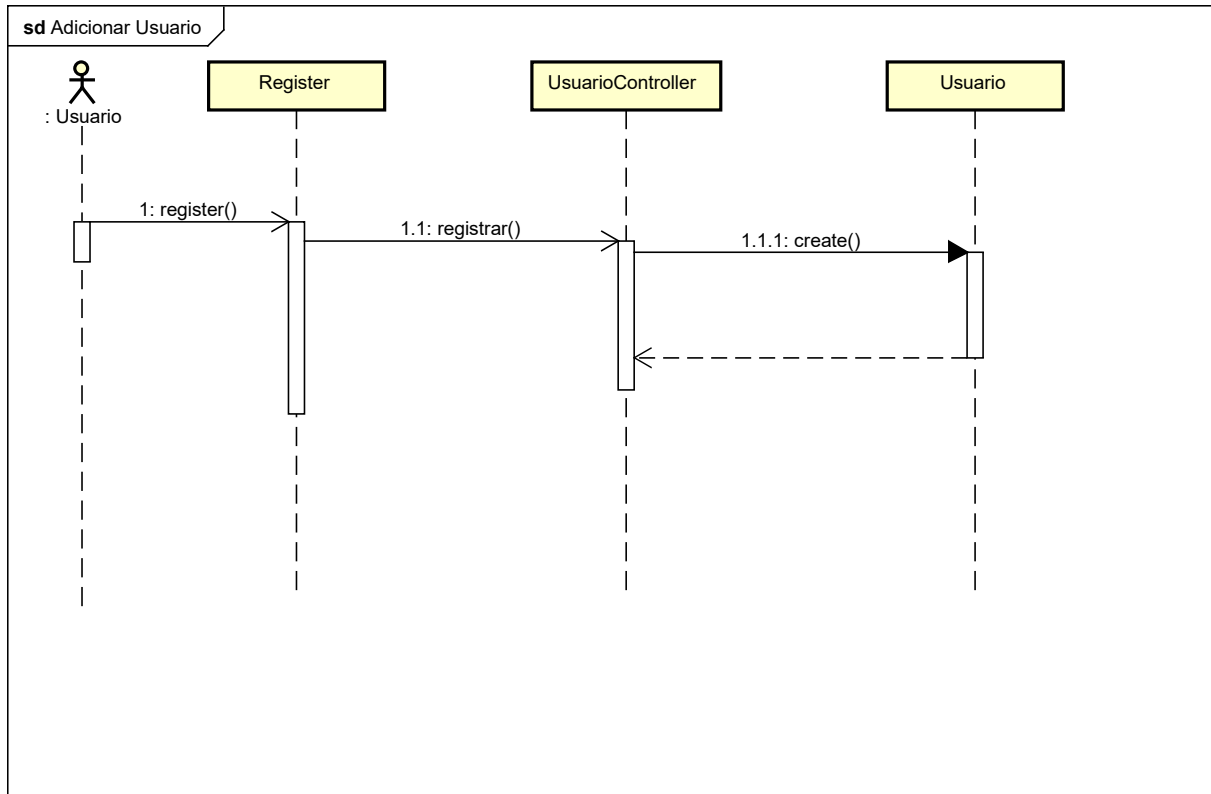 sd Adicionar Usuario
: Usuario
Register
UsuarioController
Usuario
1: register()
1.1: registrar()
1.1.1: create()